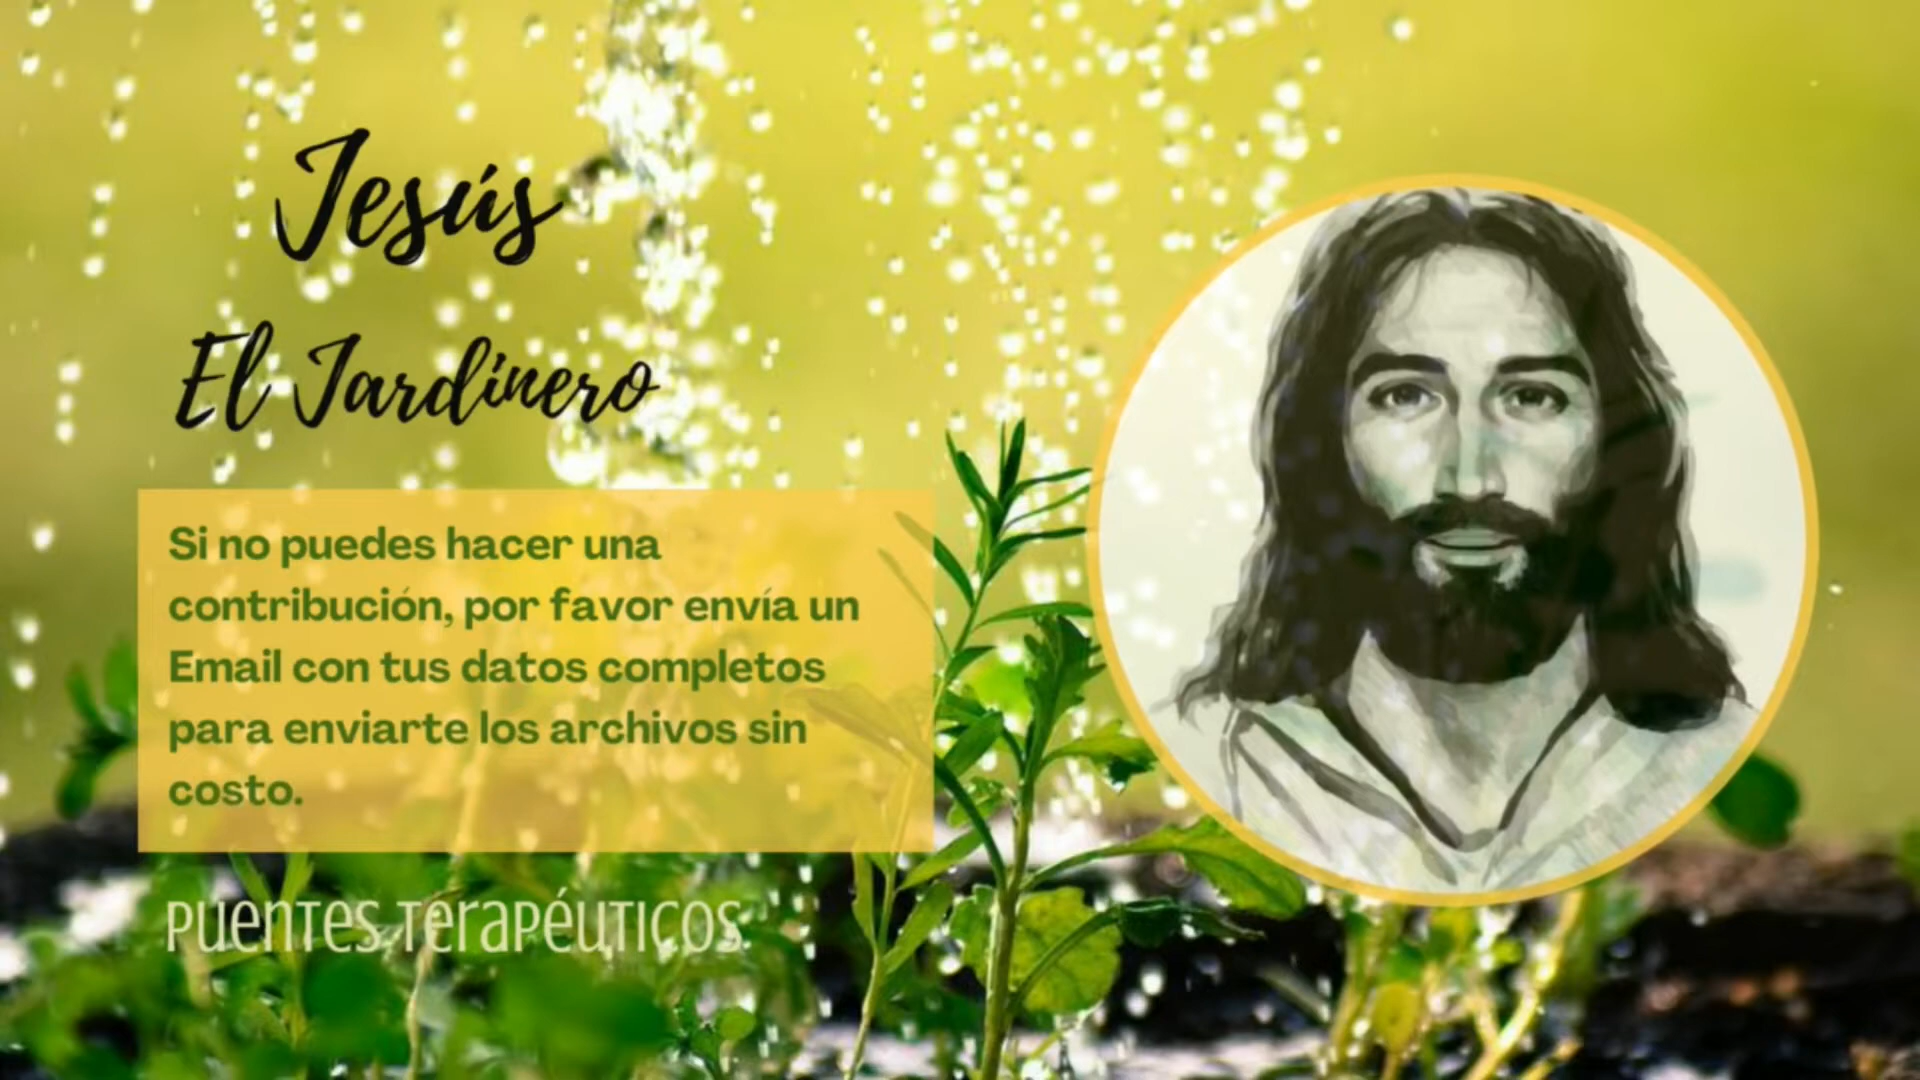 Jesús
El Jardinero
Si no puedes hacer una
contribución, por favor envía un
Email con tus datos completos
para enviarte los archivos sin
costo.
PUENTES TERAPÉUTICOS